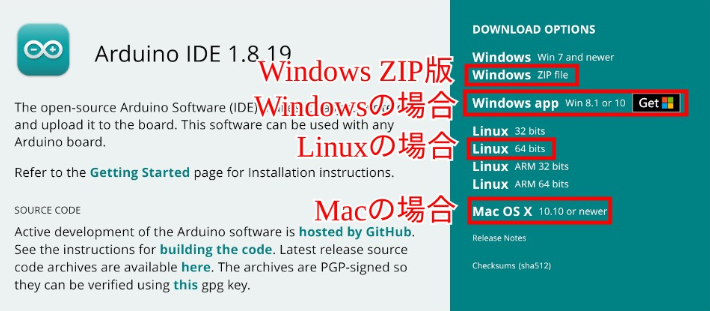 Arduino IDE 1.8.19
The open-source Arduino Software (IDE)
and upload it to the board. This software can be used with any
Arduino board.
Refer to the Getting Started page for Installation instructions.
SOURCE CODE
Active development of the Arduino software is hosted by GitHub.
See the instructions for building the code. Latest release source
code archives are available here. The archives are PGP-signed so
they can be verified using this gpg key.
Windows ZIP版
Windowsの場合
Linuxの場合
Macの場合
DOWNLOAD OPTIONS
Windows Win 7 and newer
Windows ZIP file
Windows app Win 8.1 or 10 Get
Linux 32 bits
Linux 64 bits
Linux ARM 32 bits
Linux ARM 64 bits
Mac OS X 10.10 or newer
Release Notes
Checksums (sha512)